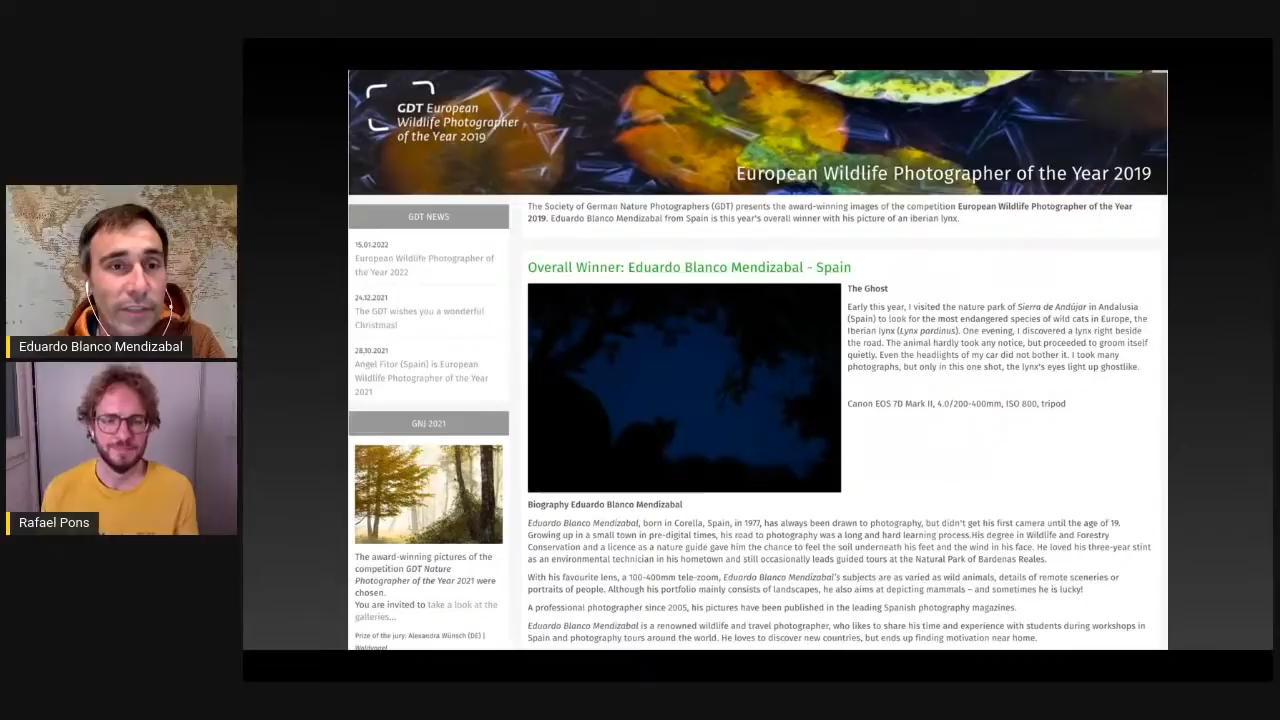 GDT European
Wildlife Photographer
of the Year 2019
European Wildlife Photographer of the Year 2019
GDT NEWS
15.01.2022
European Wildlife Photographer of
the Year 2022
24.12.2021
The GDT wishes you a wonderful
Christmas!
28.10.2021
Angel Fitor (Spain) is European
Wildlife Photographer of the Year
2021
GNJ 2021
The award-winning pictures of the
competition GDT Nature
Photographer of the Year 2021 were
chosen.
You are invited to take a look at the
galleries...
Prize of the jury: Alexandra Wünsch (DE) |
Waldvogel
The Society of German Nature Photographers (GDT) presents the award-winning images of the competition European Wildlife Photographer of the Year
2019. Eduardo Blanco Mendizabal from Spain is this year's overall winner with his picture of an iberian lynx.
Overall Winner: Eduardo Blanco Mendizabal - Spain
The Ghost
Early this year, I visited the nature park of Sierra de Andújar in Andalusia
(Spain) to look for the most endangered species of wild cats in Europe, the
Iberian lynx (Lynx pardinus). One evening, I discovered a lynx right beside
the road. The animal hardly took any notice, but proceeded to groom itself
quietly. Even the headlights of my car did not bother it. I took many
photographs, but only in this one shot, the lynx's eyes light up ghostlike.
Canon EOS 7D Mark II, 4.0/200-400mm, ISO 800, tripod
Biography Eduardo Blanco Mendizabal
Eduardo Blanco Mendizabal, born in Corella, Spain, in 1977, has always been drawn to photography, but didn't get his first camera until the age of 19.
Growing up in a small town in pre-digital times, his road to photography was a long and hard learning process.His degree in Wildlife and Forestry
Conservation and a licence as a nature guide gave him the chance to feel the soil underneath his feet and the wind in his face. He loved his three-year stint
as an environmental technician in his hometown and still occasionally leads guided tours at the Natural Park of Bardenas Reales.
With his favourite lens, a 100-400mm tele-zoom, Eduardo Blanco Mendizabal's subjects are as varied as wild animals, details of remote sceneries or
portraits of people. Although his portfolio mainly consists of landscapes, he also aims at depicting mammals – and sometimes he is lucky!
A professional photographer since 2005, his pictures have been published in the leading Spanish photography magazines.
Eduardo Blanco Mendizabal is a renowned wildlife and travel photographer, who likes to share his time and experience with students during workshops in
Spain and photography tours around the world. He loves to discover new countries, but ends up finding motivation near home.
Eduardo Blanco Mendizabal
Rafael Pons